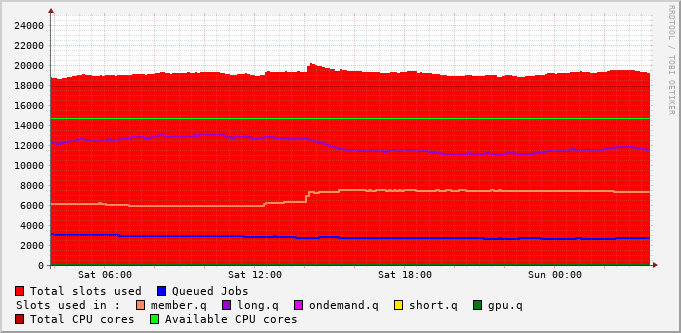 RRDTOOL / TOBI OETIKER
24000
22000
20000
18000
16000
14000
12000
10000
8000
6000
4000
2000
0
Sat 06:00 Sat 12:00 Sat 18:00 Sun 00:00
Total slots used Queued Jobs
Slots used in : member.q long.q ondemand.q short.q gpu.q
Total CPU cores Available CPU cores